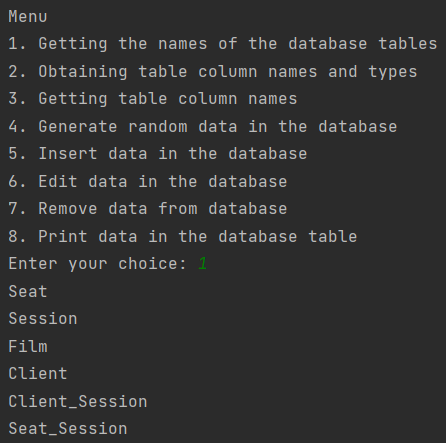 Menu
1. Getting the names of the database tables
2. Obtaining table column names and types
3. Getting table column names
4. Generate random data in the database
5. Insert data in the database
6. Edit data in the database
7. Remove data from database
8. Print data in the database table
Enter your choice: 1
Seat
Session
Film
Client
Client_Session
Seat_Session